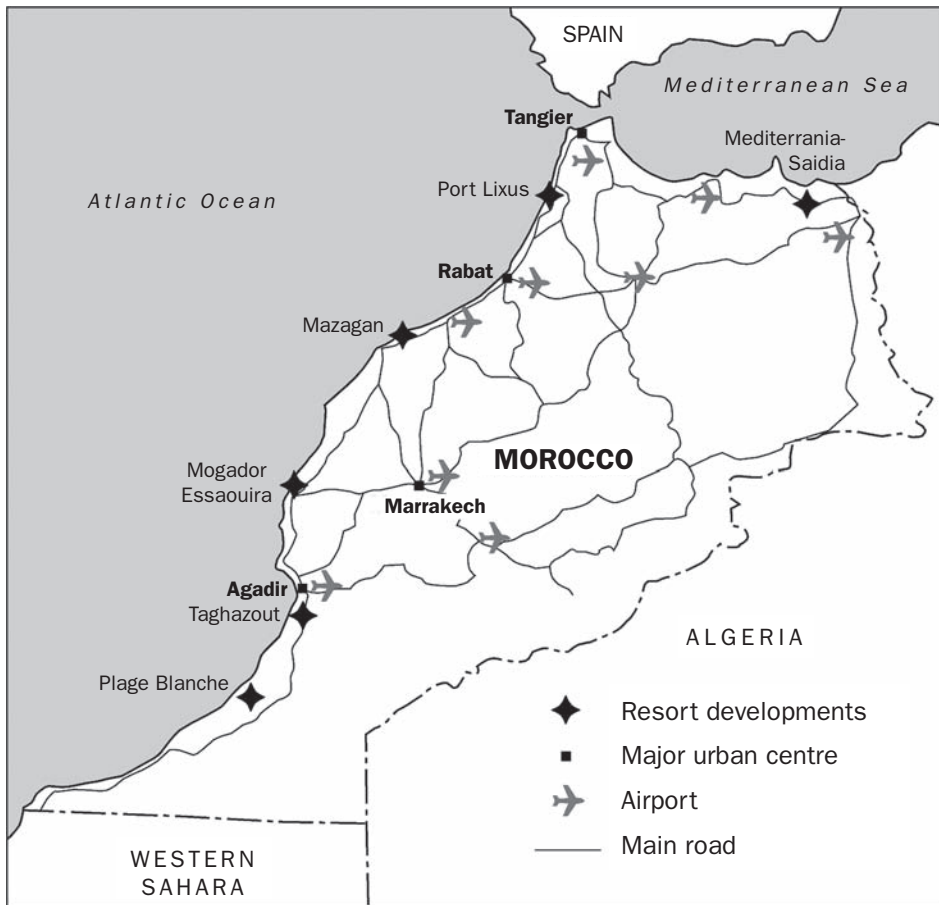 SPAIN
Mediterranean Sea
Tangier
Mediterrania-
Saidia
Port Lixus
Atlantic Ocean
Rabat
Mazagan
MOROCCO
Mogador
Essaouira
Marrakech
Agadir
Taghazout
ALGERIA
Plage Blanche
Resort developments
Major urban centre
Airport
Main road
WESTERN
SAHARA